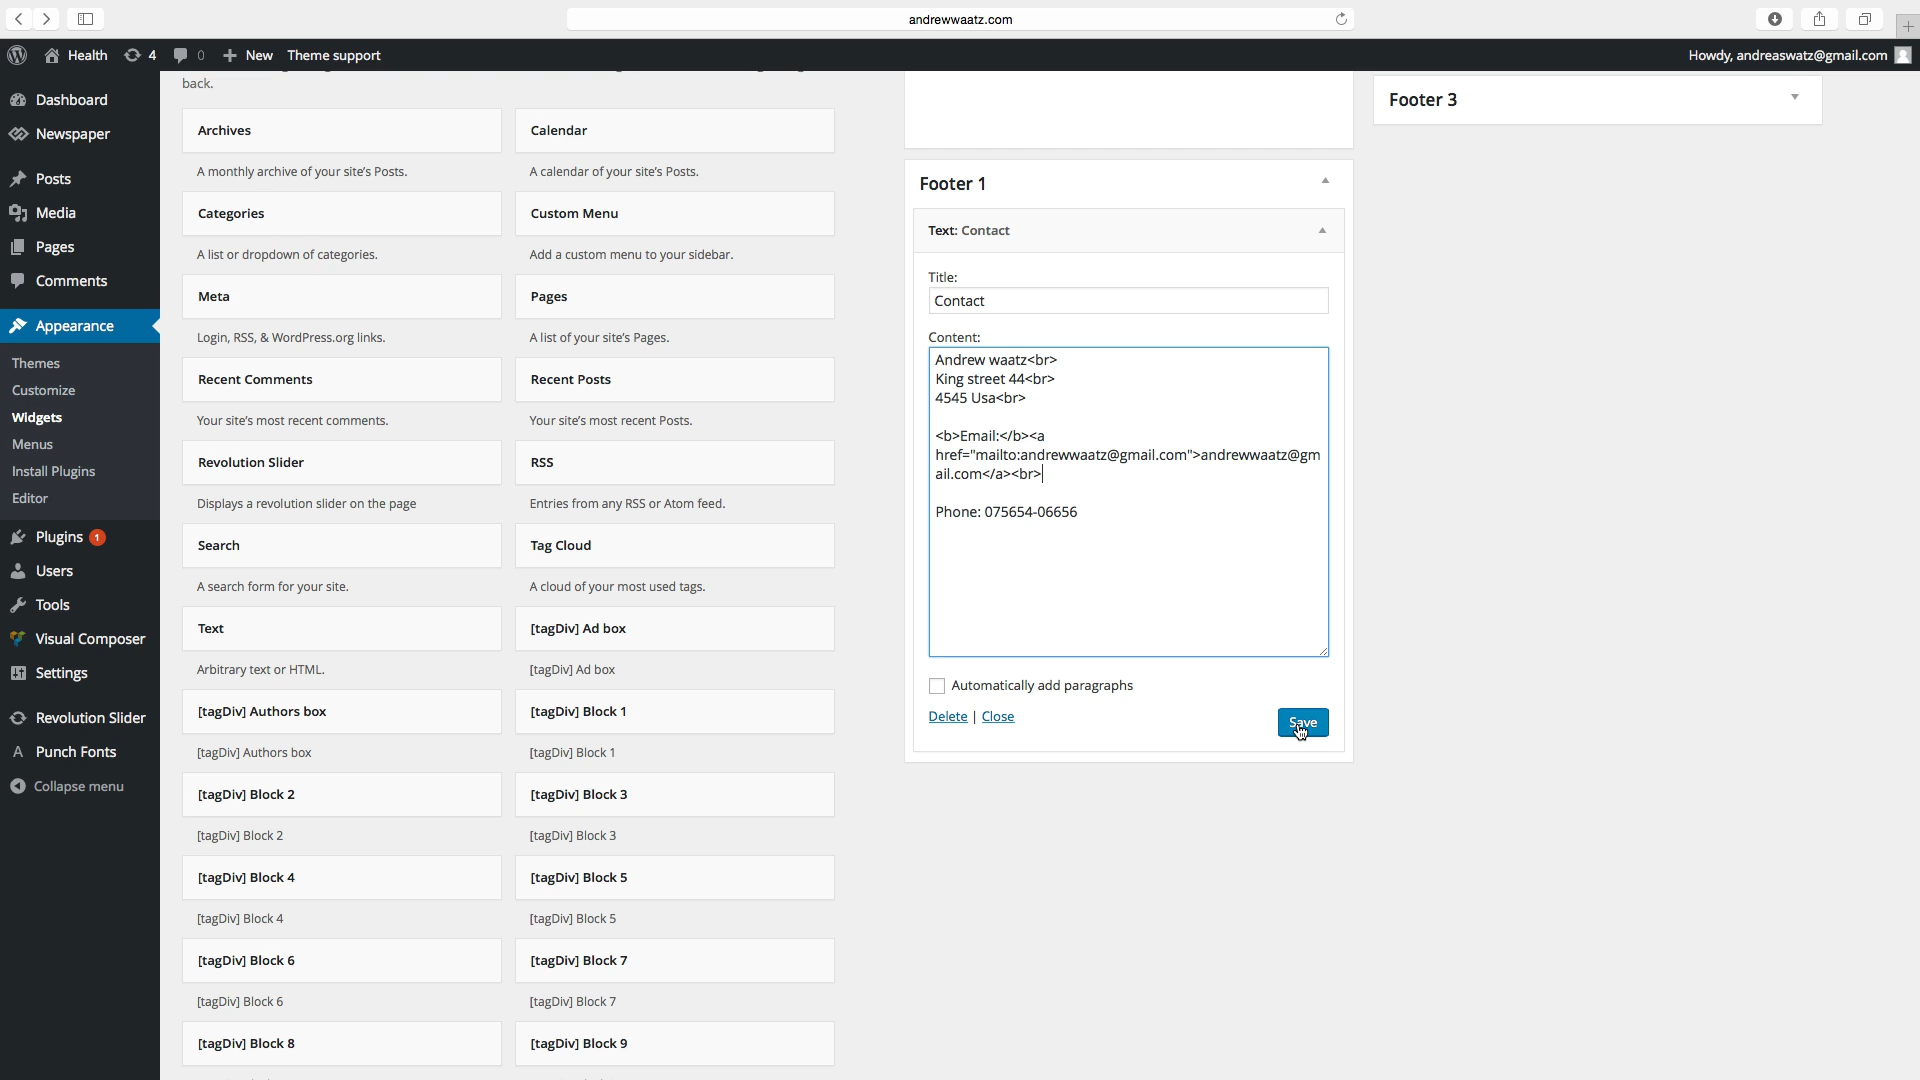 andrewwaatz.com
Health
4
0
New
Theme support
Howdy, andreaswatz@gmail.com
Dashboard
Newspaper
Posts
Media
Pages
Comments
Appearance
Themes
Customize
Widgets
Menus
Install Plugins
Editor
Plugins 1
Users
Tools
Visual Composer
Settings
Revolution Slider
Punch Fonts
Collapse menu
back.
Archives
A monthly archive of your site's Posts.
Calendar
A calendar of your site's Posts.
Categories
A list or dropdown of categories.
Custom Menu
Add a custom menu to your sidebar.
Meta
Login, RSS, & WordPress.org links.
Pages
A list of your site's Pages.
Recent Comments
Your site's most recent comments.
Recent Posts
Your site's most recent Posts.
Revolution Slider
Displays a revolution slider on the page
RSS
Entries from any RSS or Atom feed.
Search
A search form for your site.
Tag Cloud
A cloud of your most used tags.
Text
Arbitrary text or HTML.
[tagDiv] Ad box
[tagDiv] Ad box
[tagDiv] Authors box
[tagDiv] Authors box
[tagDiv] Block 1
[tagDiv] Block 1
[tagDiv] Block 2
[tagDiv] Block 2
[tagDiv] Block 3
[tagDiv] Block 3
[tagDiv] Block 4
[tagDiv] Block 4
[tagDiv] Block 5
[tagDiv] Block 5
[tagDiv] Block 6
[tagDiv] Block 6
[tagDiv] Block 7
[tagDiv] Block 7
[tagDiv] Block 8
[tagDiv] Block 9
Footer 1
Text: Contact
Title:
Contact
Content:
Andrew waatz<br>
King street 44<br>
4545 Usa<br>
<b>Email:</b><a
href="mailto:andrewwaatz@gmail.com">andrewwaatz@gm
ail.com</a><br>
Phone: 075654-06656
Automatically add paragraphs
Delete | Close
Save
Footer 3